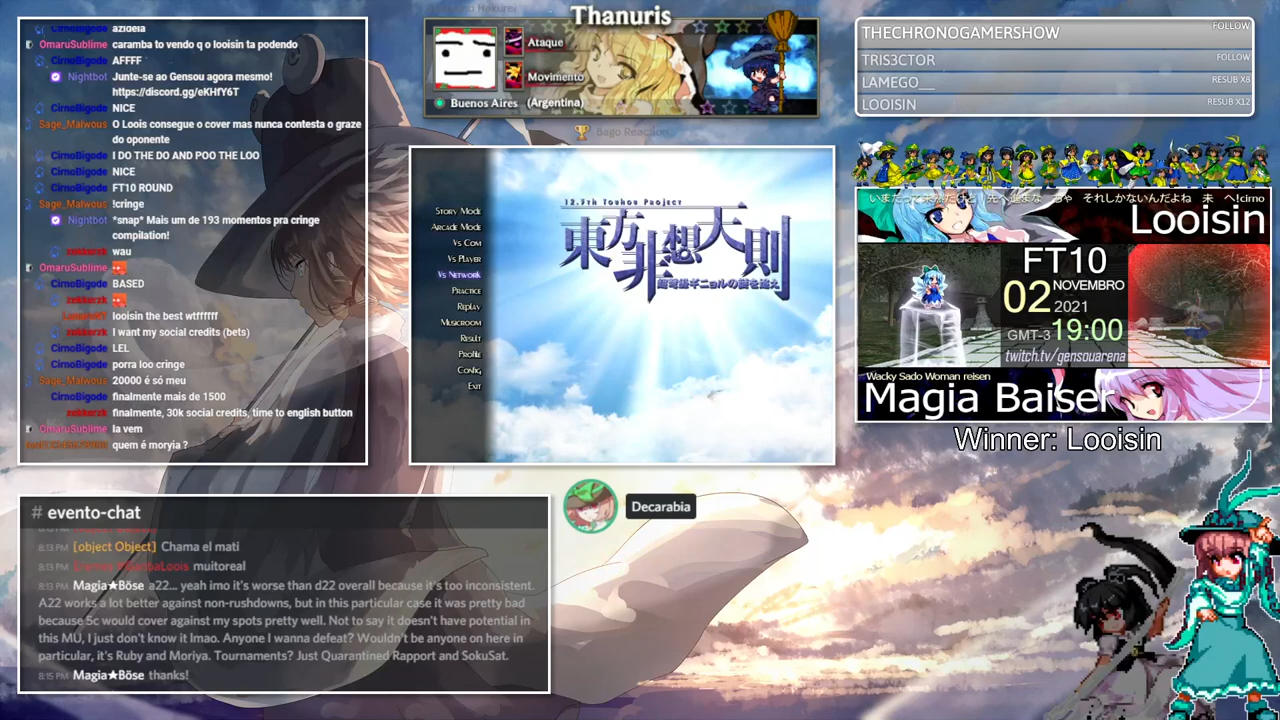 azideia
OmaruSublime caramba to vendo q o looisin ta podendo
CirnoBigode AFFFF
Nightbot Junte-se ao Gensou agora mesmo!
https://discord.gg/eKHfY6T
CirnoBigode NICE
Sage_Malwous O Loois consegue o cover mas nunca contesta o graze
do oponente
CirnoBigode I DO THE DO AND POO THE LOO
CirnoBigode NICE
CirnoBigode FT10 ROUND
Sage_Malwous !cringe
Nightbot *snap* Mais um de 193 momentos pra cringe
compilation!
wau
OmaruSublime
CirnoBigode BASED
looisin the best wtffffff
I want my social credits (bets)
CirnoBigode LEL
CirnoBigode porra loo cringe
Sage_Malwous 20000 é só meu
CirnoBigode finalmente mais de 1500
finalmente, 30k social credits, time to english button
OmaruSublime la vem
quem é moryia ?
Thanuris
Ataque
Movimento
Buenos Aires (Argentina)
Bago Reaction
12.5th Touhou Project
東方非想天則
Story Mode
Arcade Mode
Vs Com
Vs Player
Vs Network
Practice
Replay
Musicroom
Result
Profile
Config
Exit
THECHRONOGAMERSHOW FOLLOW
TRIS3CTOR FOLLOW
LAMEGO__ RESUB X8
LOOISIN RESUB X12
Looisin
FT10
02 NOVEMBRO
2021
GMT-3 19:00
twitch.tv/gensouarena
Wacky Sado Woman reisen
Magia Baiser
Winner: Looisin
# evento-chat
8:13 PM [object Object] Chama el mati
8:13 PM muitoreal
8:13 PM Magia★Böse a22... yeah imo it's worse than d22 overall because it's too inconsistent.
A22 works a lot better against non-rushdowns, but in this particular case it was pretty bad
because 5c would cover against my spots pretty well. Not to say it doesn't have potential in
this MU, I just don't know it lmao. Anyone I wanna defeat? Wouldn't be anyone on here in
particular, it's Ruby and Moriya. Tournaments? Just Quarantined Rapport and SokuSat.
8:15 PM Magia★Böse thanks!
Decarabia